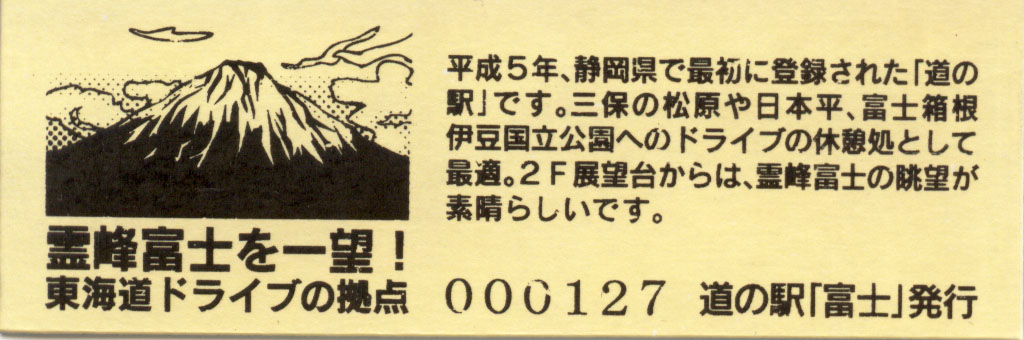 平成5年、静岡県で最初に登録された「道の
駅」です。三保の松原や日本平、富士箱根
伊豆国立公園へのドライブの休憩処として
最適。2F展望台からは、霊峰富士の眺望が
素晴らしいです。
霊峰富士を一望!
東海道ドライブの拠点
000127 道の駅「富士」発行